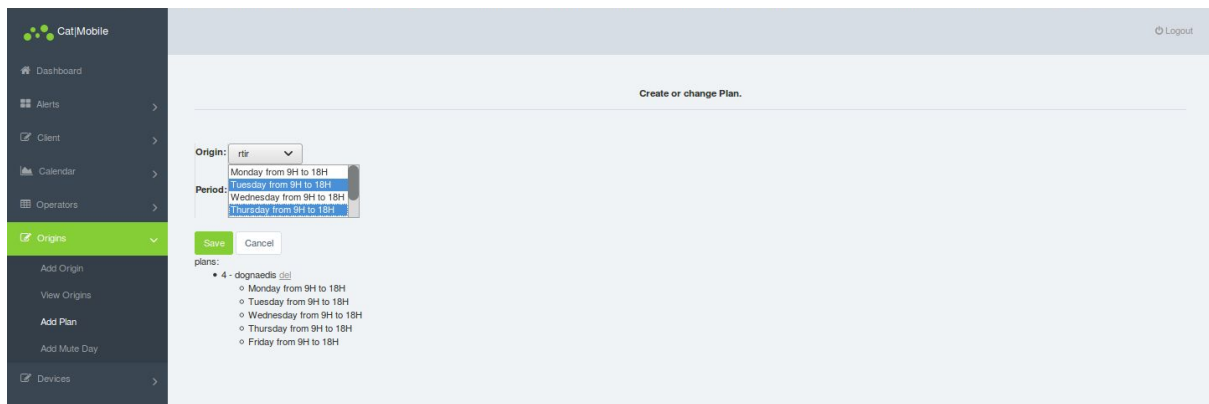 Cat|Mobile
Logout
Dashboard
Alerts
Client
Calendar
Operators
Origins
Add Origin
View Origins
Add Plan
Add Mute Day
Devices
Create or change Plan.
Origin: rtir
Period:
Monday from 9H to 18H
Tuesday from 9H to 18H
Wednesday from 9H to 18H
Thursday from 9H to 18H
Save Cancel
plans:
4 - dognaedis del
Monday from 9H to 18H
Tuesday from 9H to 18H
Wednesday from 9H to 18H
Thursday from 9H to 18H
Friday from 9H to 18H